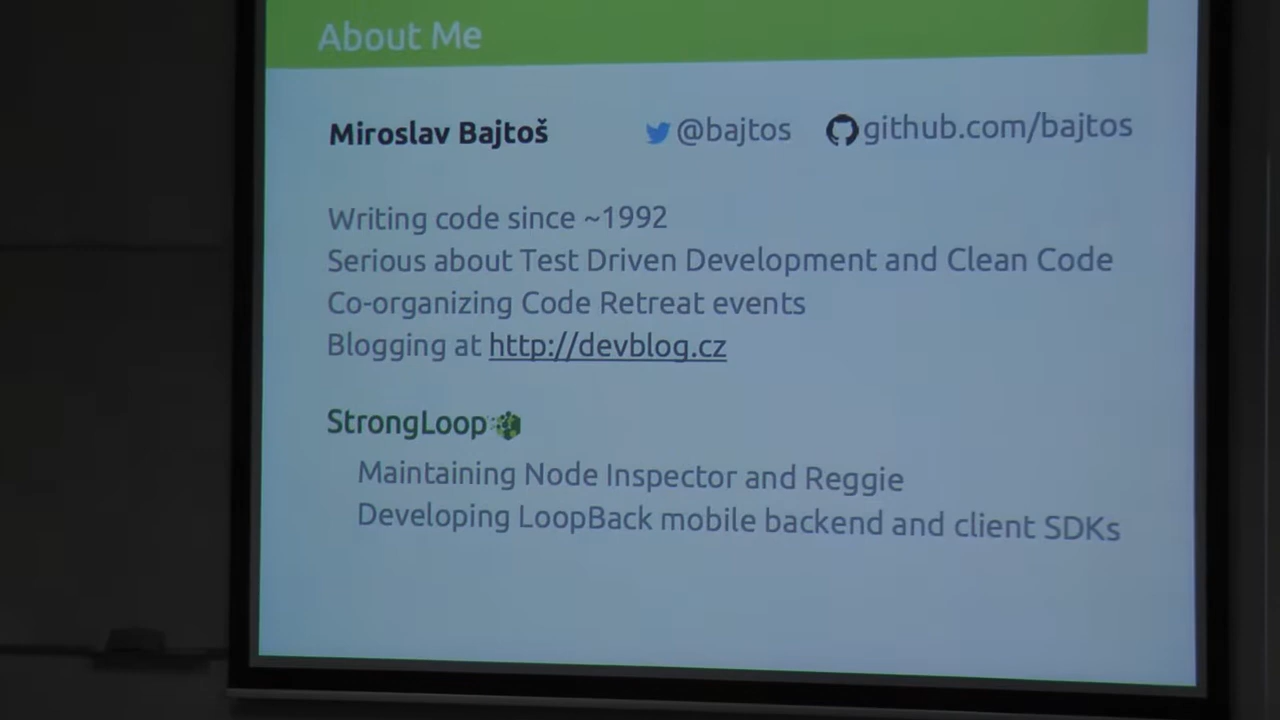 About Me
Miroslav Bajtoš @bajtos github.com/bajtos
Writing code since ~1992
Serious about Test Driven Development and Clean Code
Co-organizing Code Retreat events
Blogging at http://devblog.cz
StrongLoop
Maintaining Node Inspector and Reggie
Developing LoopBack mobile backend and client SDKs